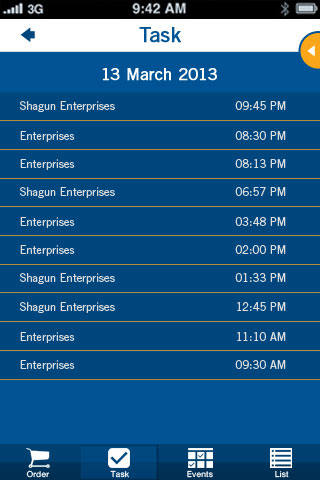 3G 9:42 AM
Task
13 March 2013
Shagun Enterprises 09:45 PM
Enterprises 08:30 PM
Enterprises 08:13 PM
Shagun Enterprises 06:57 PM
Enterprises 03:48 PM
Enterprises 02:00 PM
Shagun Enterprises 01:33 PM
Shagun Enterprises 12:45 PM
Enterprises 11:10 AM
Enterprises 09:30 AM
Order Task Events List